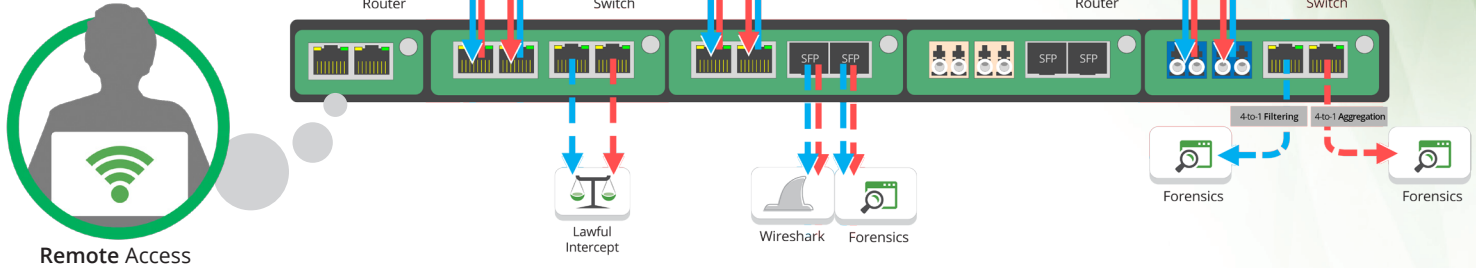 Router
Switch
Router
Switch
SFP
SFP
SFP
SFP
4-to-1 Filtering
4-to-1 Aggregation
Forensics
Forensics
Lawful
Intercept
Wireshark
Forensics
Remote Access